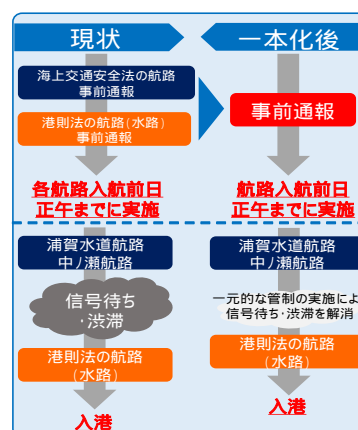 現状
一本化後
海上交通安全法の航路
事前通報
港則法の航路(水路)
事前通報
事前通報
各航路入航前日
正午までに実施
航路入航前日
正午までに実施
浦賀水道航路
中ノ瀬航路
浦賀水道航路
中ノ瀬航路
信号待ち
・渋滞
一元的な管制の実施によ
信号待ち・渋滞を解消
港則法の航路
(水路)
港則法の航路
(水路)
入港
入港